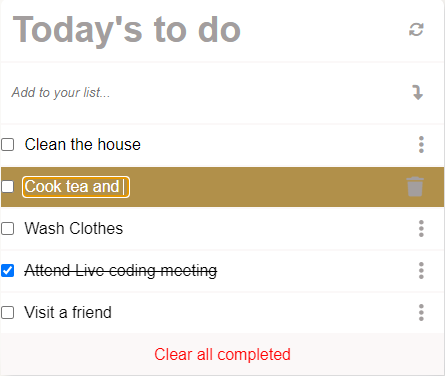 Today's to do
Add to your list...
Clean the house
Cook tea and
Wash Clothes
Attend Live coding meeting
Visit a friend
Clear all completed